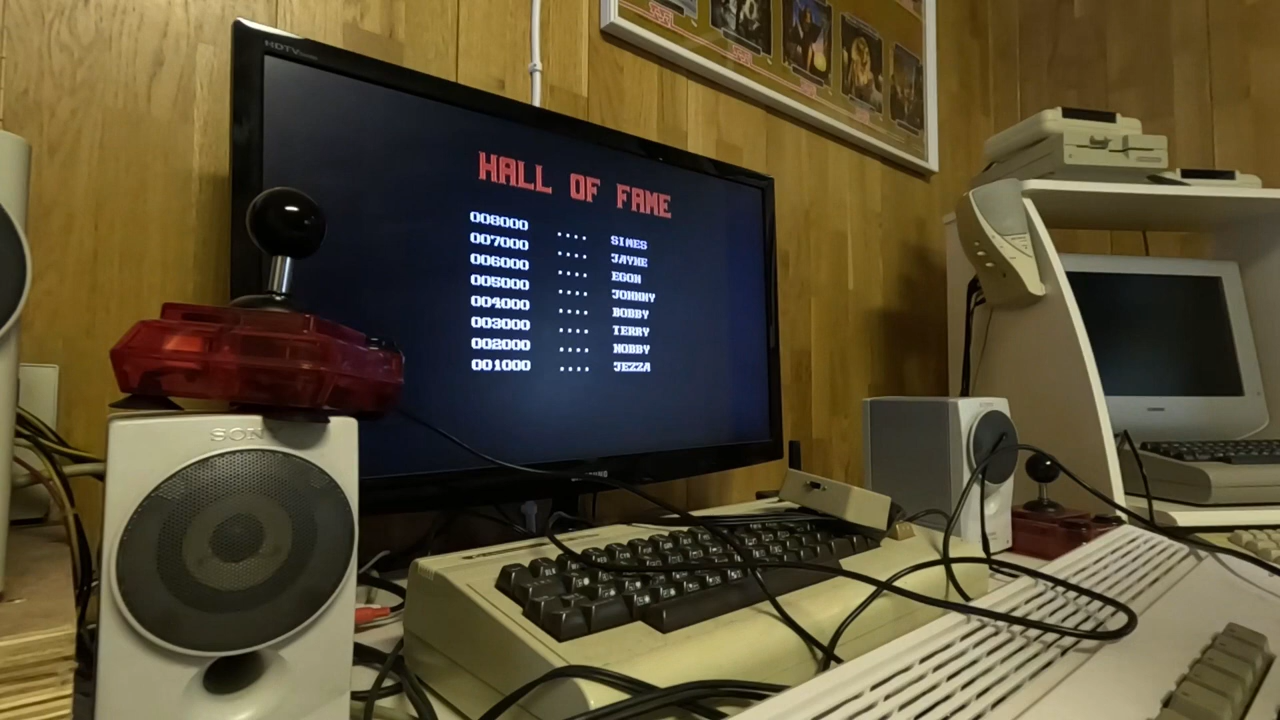 HDTV
HALL OF FAME
008000 .... SIMES
007000 .... JAYNE
006000 .... EGON
005000 .... JOHNNY
004000 .... BOBBY
003000 .... TERRY
002000 .... NOBBY
001000 .... JEZZA
SONY